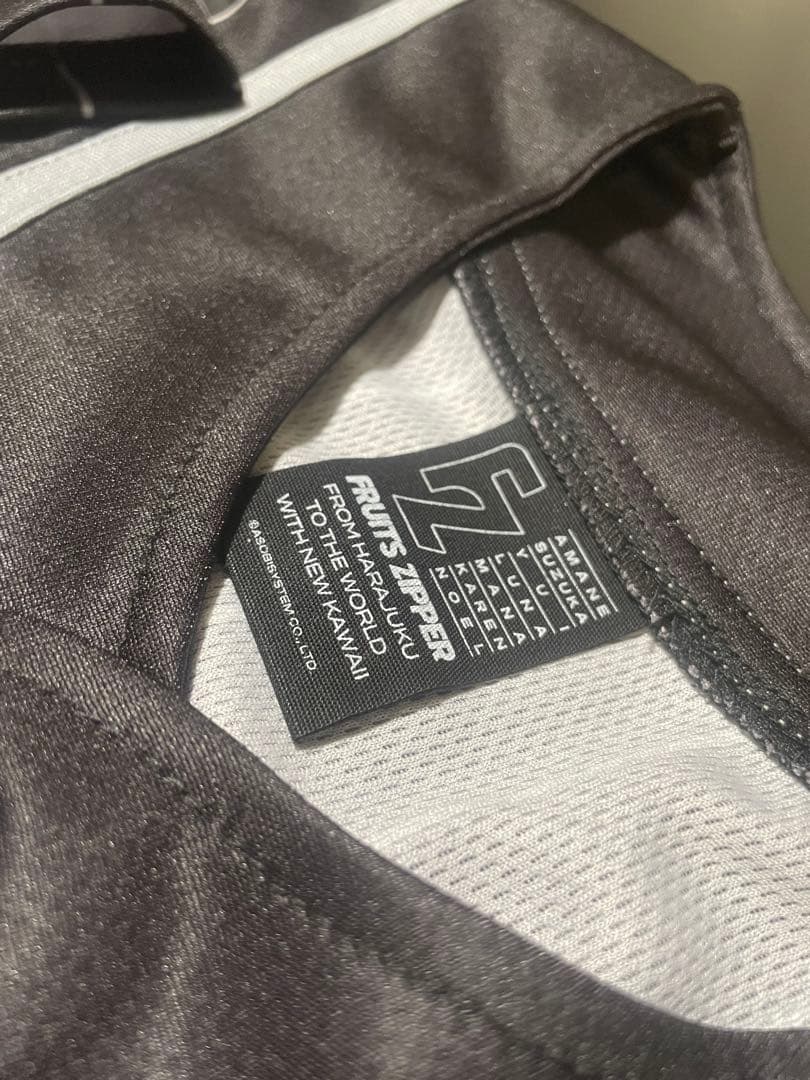 FZ
AMANE
SUZUKA
YUI
LUNA
MANA
KAREN
NOEL
FRUITS ZIPPER
FROM HARAJUKU
TO THE WORLD
WITH NEW KAWAII
©ASOBISYSTEM CO., LTD.